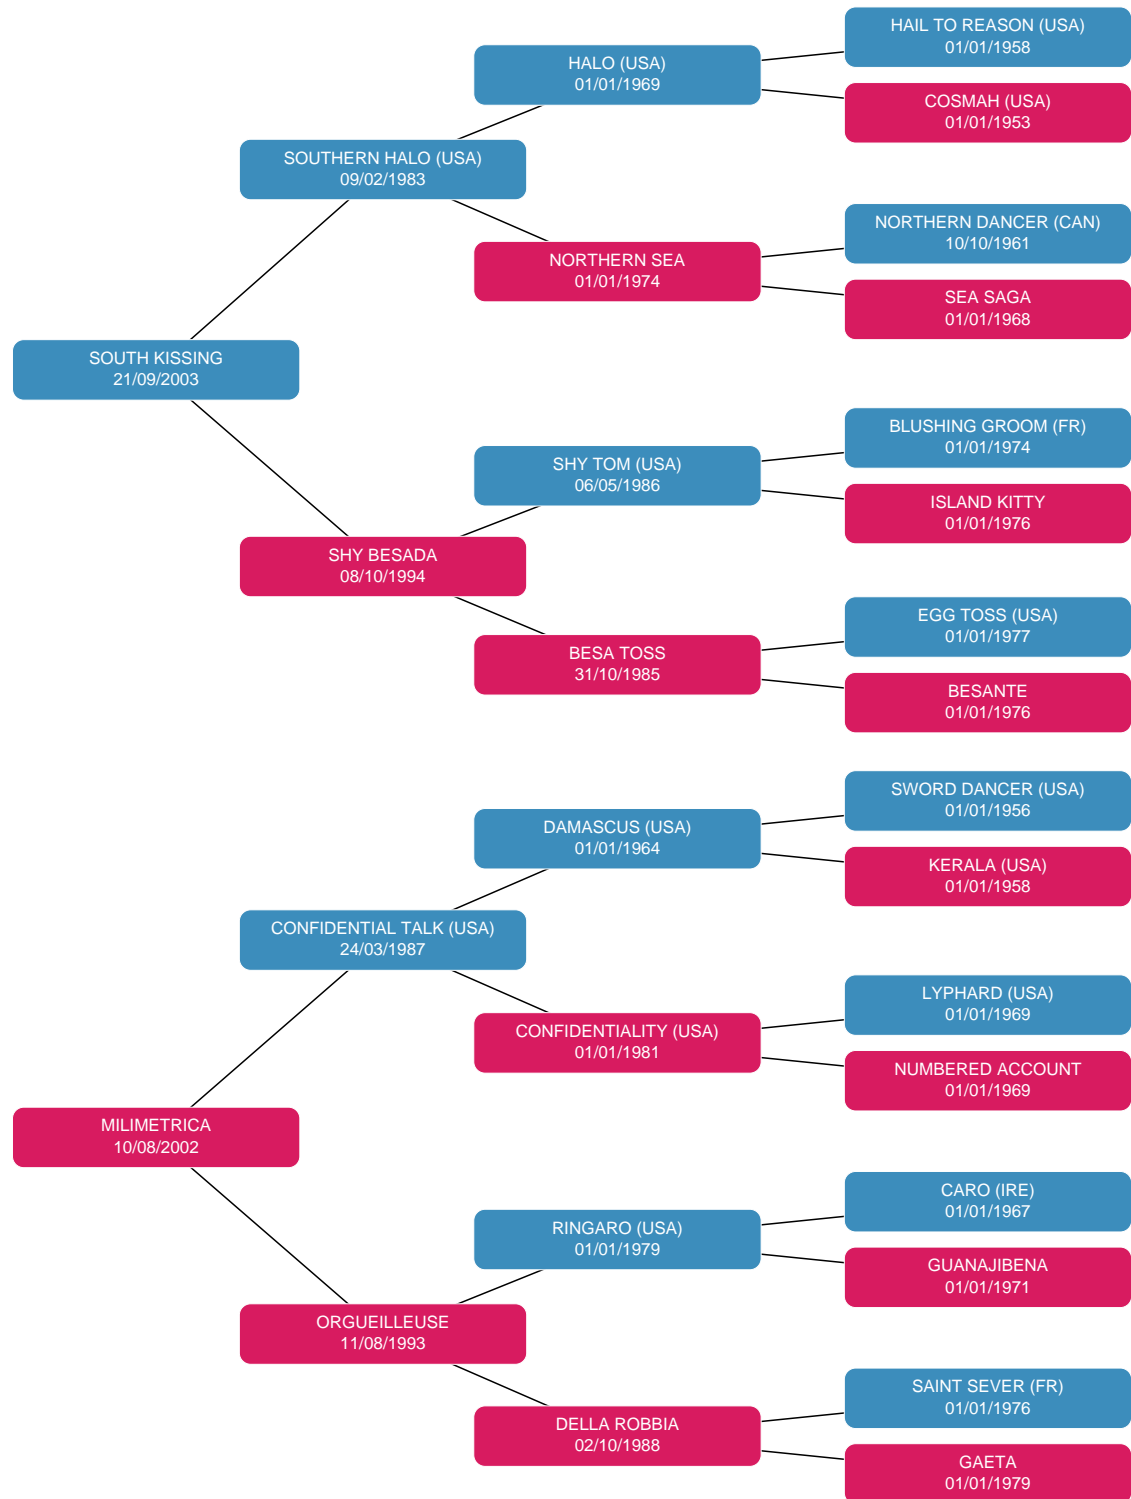 HAIL TO REASON (USA)
01/01/1958
HALO (USA)
01/01/1969
COSMAH (USA)
01/01/1953
SOUTHERN HALO (USA)
09/02/1983
NORTHERN DANCER (CAN)
10/10/1961
NORTHERN SEA
01/01/1974
SEA SAGA
01/01/1968
SOUTH KISSING
21/09/2003
BLUSHING GROOM (FR)
01/01/1974
SHY TOM (USA)
06/05/1986
ISLAND KITTY
01/01/1976
SHY BESADA
08/10/1994
EGG TOSS (USA)
01/01/1977
BESA TOSS
31/10/1985
BESANTE
01/01/1976
SWORD DANCER (USA)
01/01/1956
DAMASCUS (USA)
01/01/1964
KERALA (USA)
01/01/1958
CONFIDENTIAL TALK (USA)
24/03/1987
LYPHARD (USA)
01/01/1969
CONFIDENTIALITY (USA)
01/01/1981
NUMBERED ACCOUNT
01/01/1969
MILIMETRICA
10/08/2002
CARO (IRE)
01/01/1967
RINGARO (USA)
01/01/1979
GUANAJIBENA
01/01/1971
ORGUEILLEUSE
11/08/1993
SAINT SEVER (FR)
01/01/1976
DELLA ROBBIA
02/10/1988
GAETA
01/01/1979